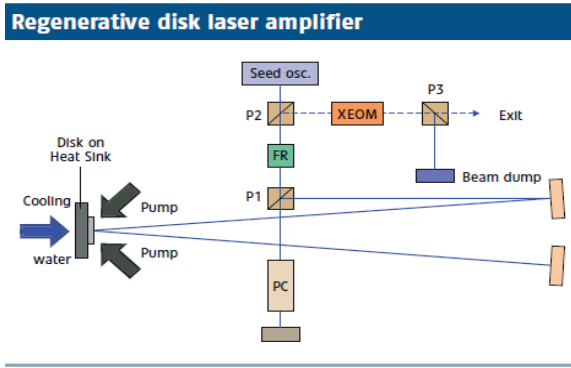 Regenerative disk laser amplifier
Seed osc.
P3
P2
XEOM
Exit
Disk on
Heat Sink
FR
Beam dump
P1
Cooling
Pump
water
Pump
PC